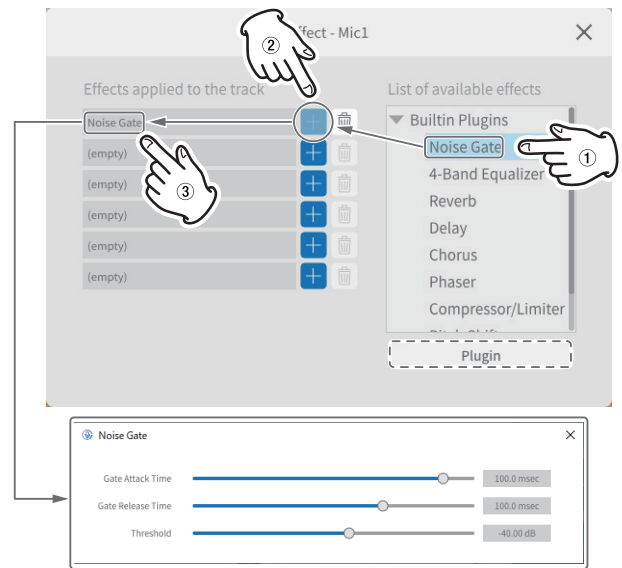 fect - Mic1
②
Effects applied to the track
List of available effects
Noise Gate
(empty)
(empty)
(empty)
(empty)
(empty)
③
Builtin Plugins
Noise Gate
①
4-Band Equalizer
Reverb
Delay
Chorus
Phaser
Compressor/Limiter
Plugin
Noise Gate
Gate Attack Time
100.0 msec
Gate Release Time
100.0 msec
Threshold
-40.00 dB